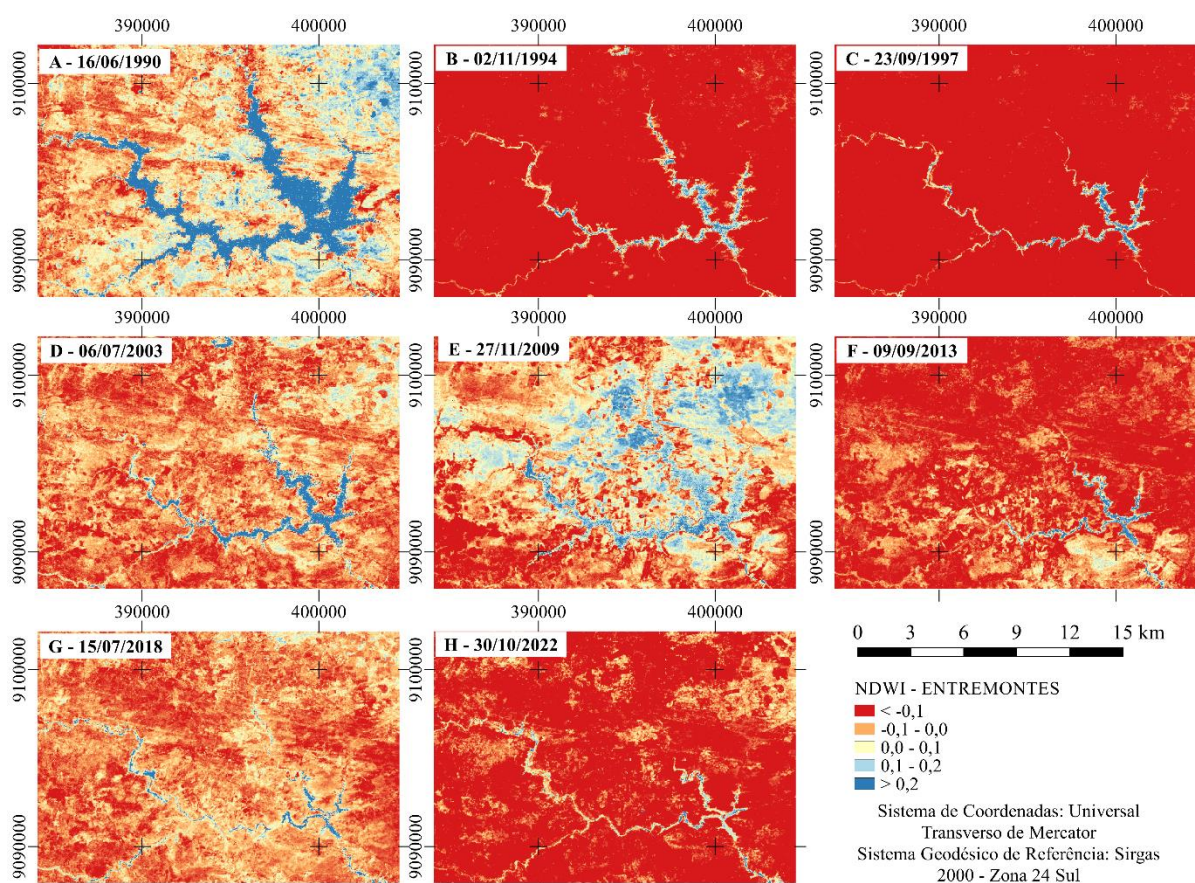 390000 400000 390000 400000 390000 400000
A - 16/06/1990
B - 02/11/1994
C - 23/09/1997
9100000
9090000
390000 400000 390000 400000 390000 400000
D - 06/07/2003
E - 27/11/2009
F - 09/09/2013
9100000 9100000 9100000
9090000 9090000 9090000
390000 400000 390000 400000
G - 15/07/2018
H - 30/10/2022
9100000 9100000
9090000 9090000
0 3 6 9 12 15 km
NDWI - ENTREMONTES
< -0,1
-0,1 - 0,0
0,0 - 0,1
0,1 - 0,2
> 0,2
Sistema de Coordenadas: Universal
Transverso de Mercator
Sistema Geodésico de Referência: Sirgas
2000 - Zona 24 Sul